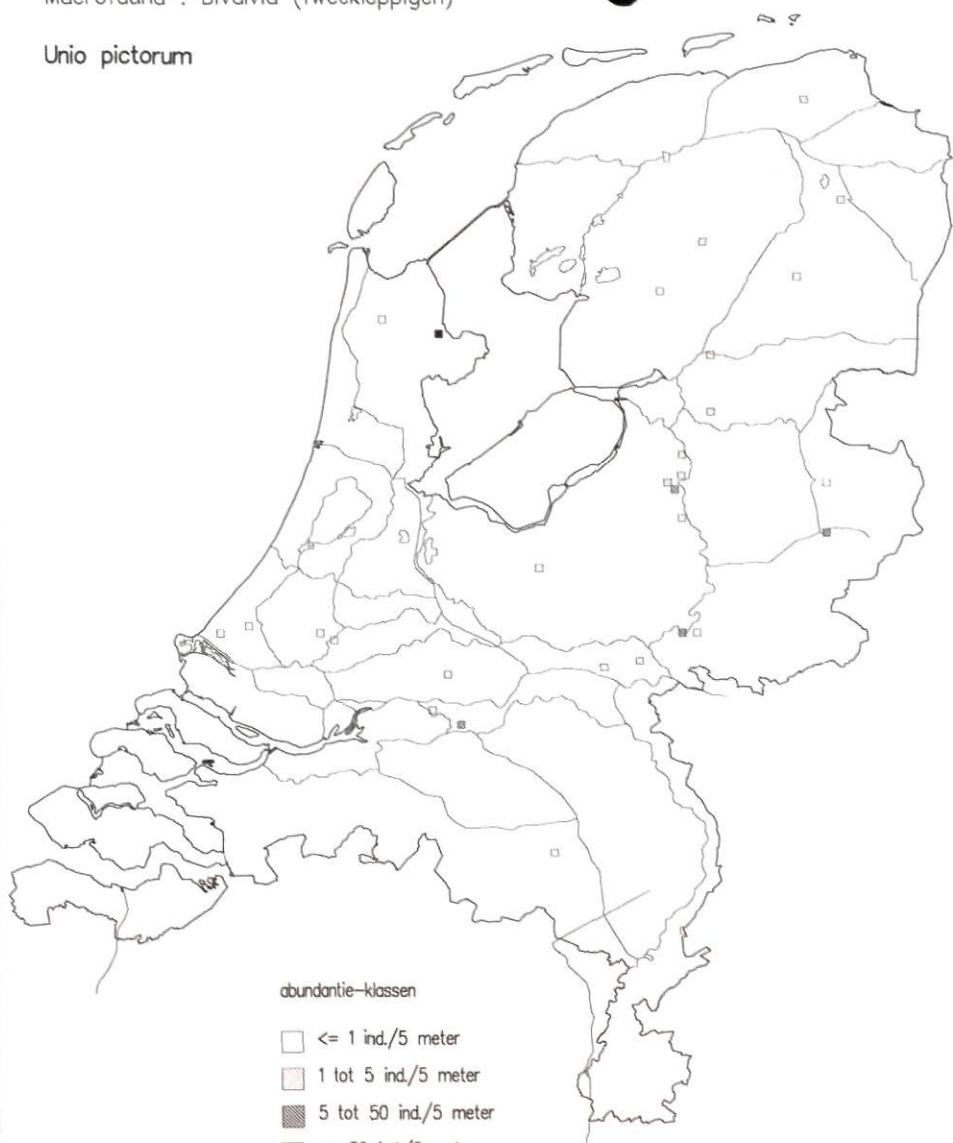 Macrofauna : Bivalvia (Tweekleppigen)
Unio pictorum
abundantie-klassen
<= 1 ind./5 meter
1 tot 5 ind./5 meter
5 tot 50 ind./5 meter